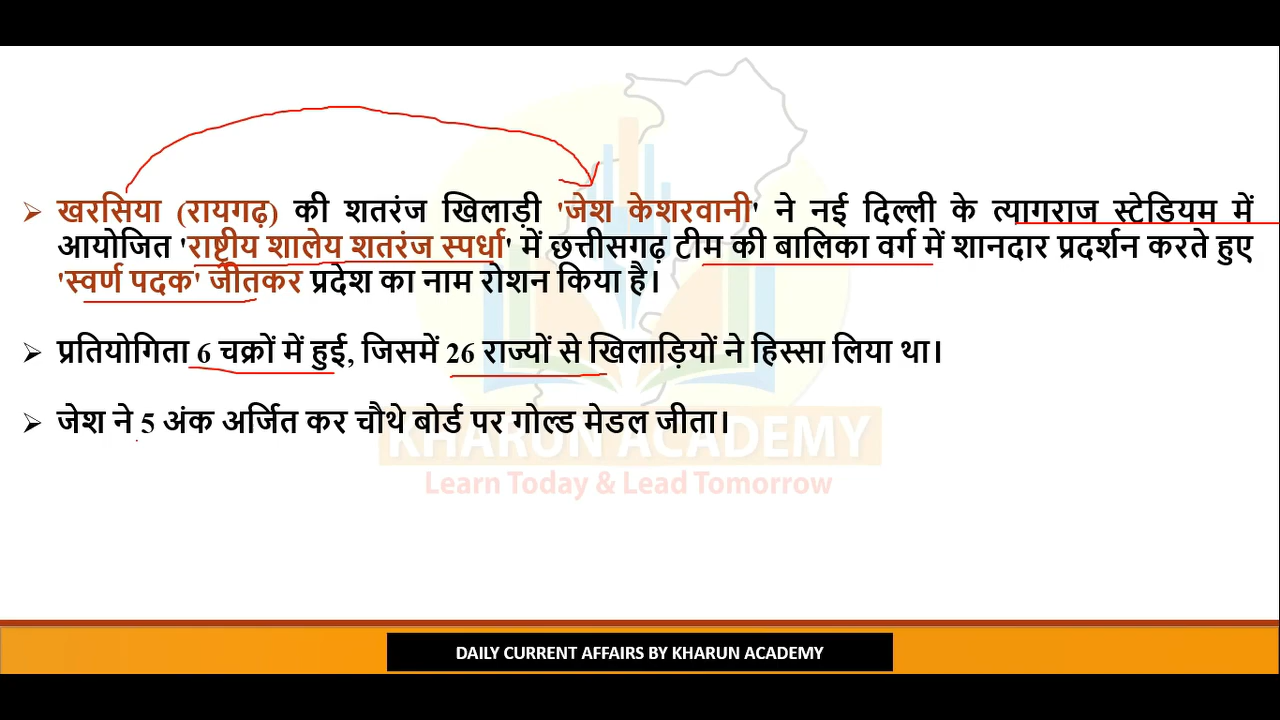 ➢ खरसिया (रायगढ़) की शतरंज खिलाड़ी 'जेश केशरवानी' ने नई दिल्ली के त्यागराज स्टेडियम में
आयोजित 'राष्ट्रीय शालेय शतरंज स्पर्धा' में छत्तीसगढ़ टीम की बालिका वर्ग में शानदार प्रदर्शन करते हुए
'स्वर्ण पदक' जीतकर प्रदेश का नाम रोशन किया है।
➢ प्रतियोगिता 6 चक्रों में हुई, जिसमें 26 राज्यों से खिलाड़ियों ने हिस्सा लिया था।
➢ जेश ने 5 अंक अर्जित कर चौथे बोर्ड पर गोल्ड मेडल जीता।
KHARUN ACADEMY
Learn Today & Lead Tomorrow
DAILY CURRENT AFFAIRS BY KHARUN ACADEMY